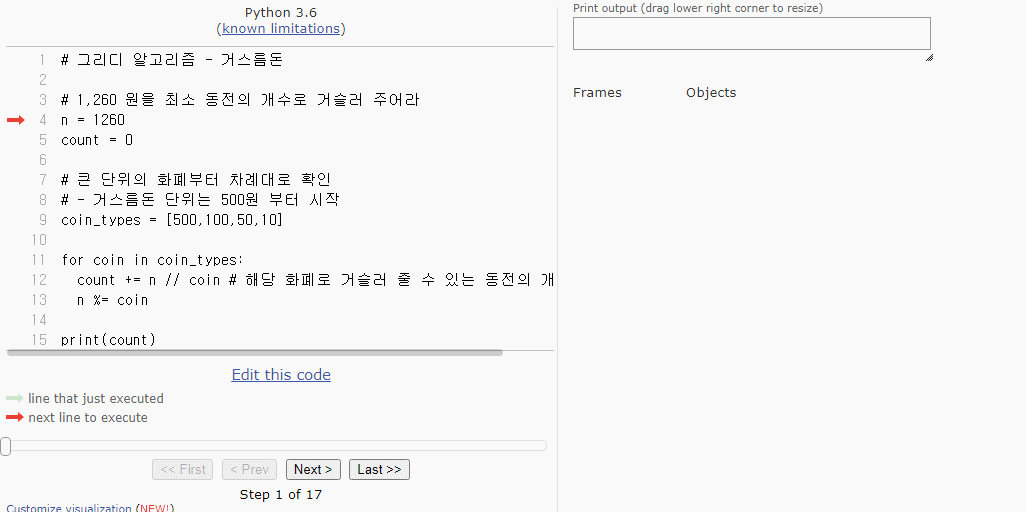 Python 3.6
(known limitations)
1 # 그리디 알고리즘 - 거스름돈
2
3 # 1,260 원을 최소 동전의 개수로 거슬러 주어라
4 n = 1260
5 count = 0
6
7 # 큰 단위의 화폐부터 차례대로 확인
8 # - 거스름돈 단위는 500원 부터 시작
9 coin_types = [500,100,50,10]
10
11 for coin in coin_types:
12   count += n // coin # 해당 화폐로 거슬러 줄 수 있는 동전의 개
13   n %= coin
14
15 print(count)
Edit this code
line that just executed
next line to execute
<< First
< Prev
Next >
Last >>
Step 1 of 17
Customize visualization (NEW!)
Print output (drag lower right corner to resize)
Frames
Objects